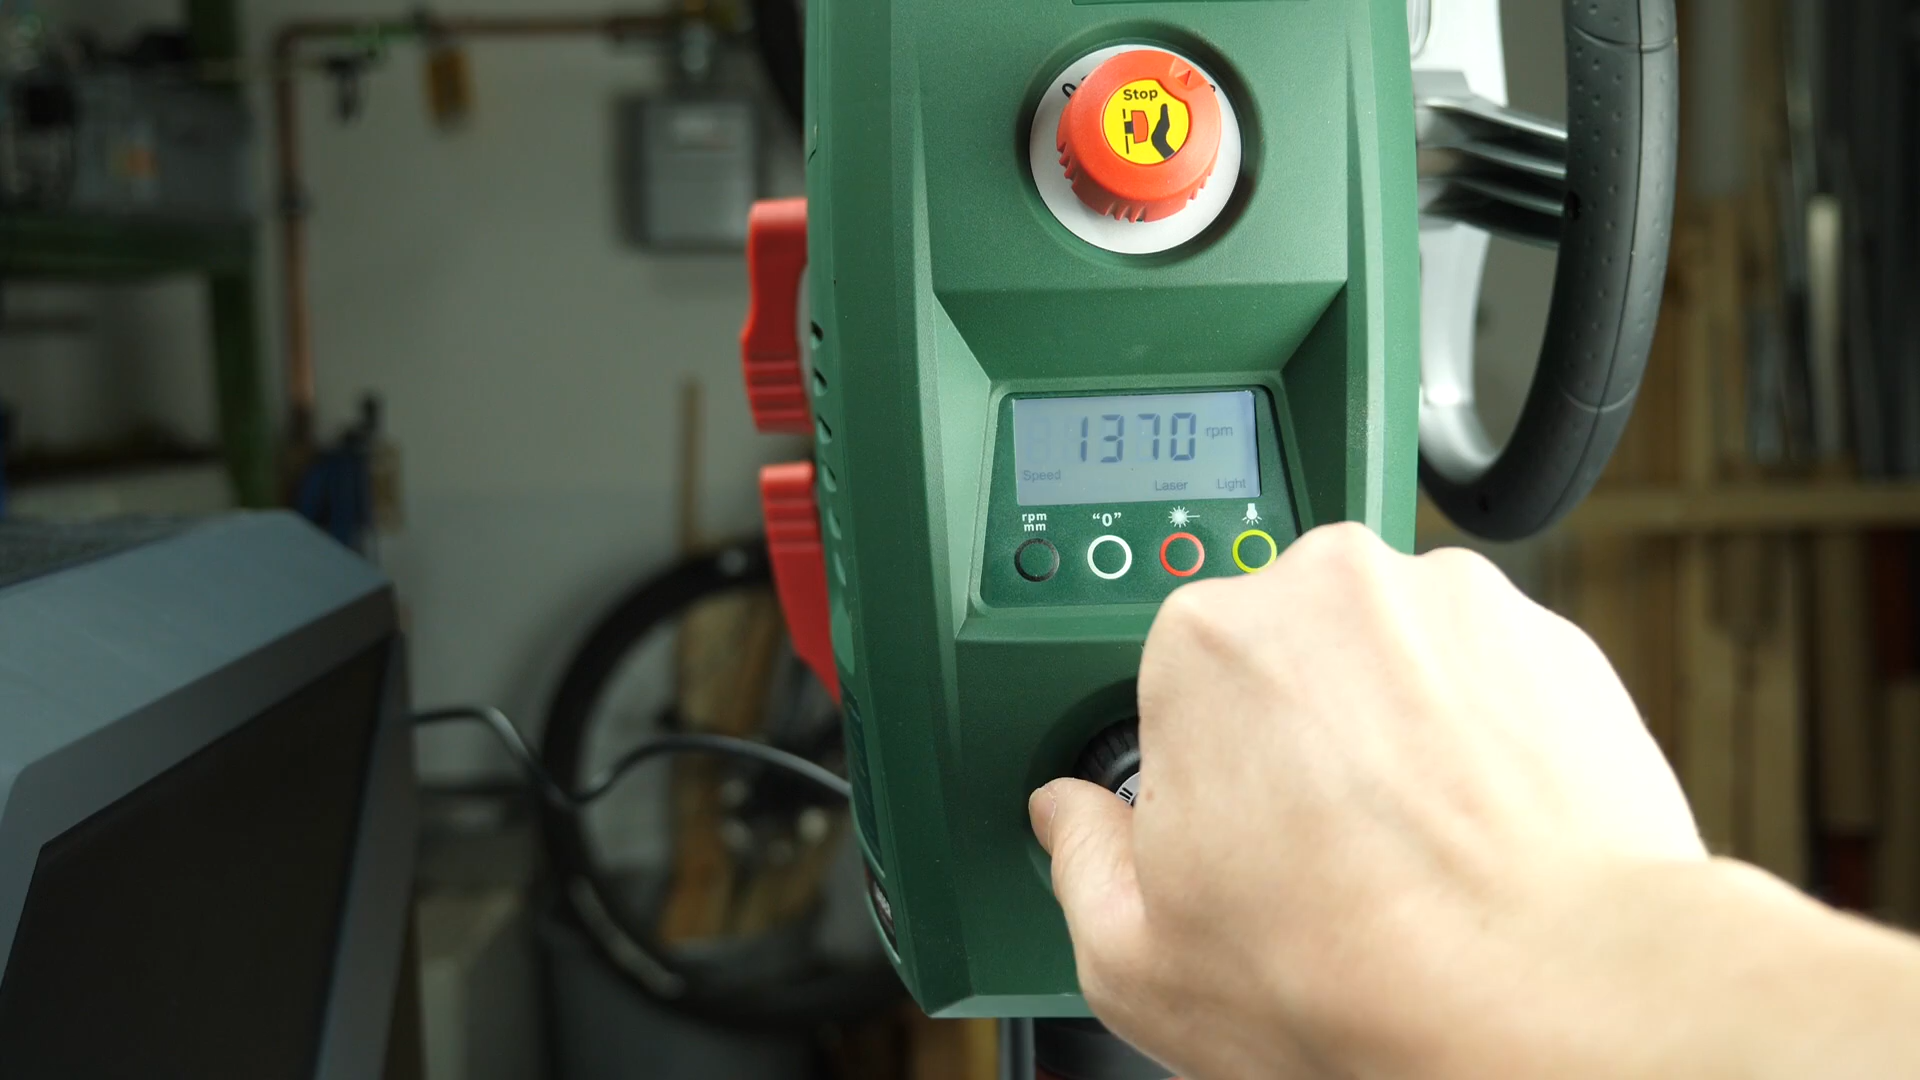 Stop
1370 rpm
Speed
Laser Light
rpm
mm
"0"